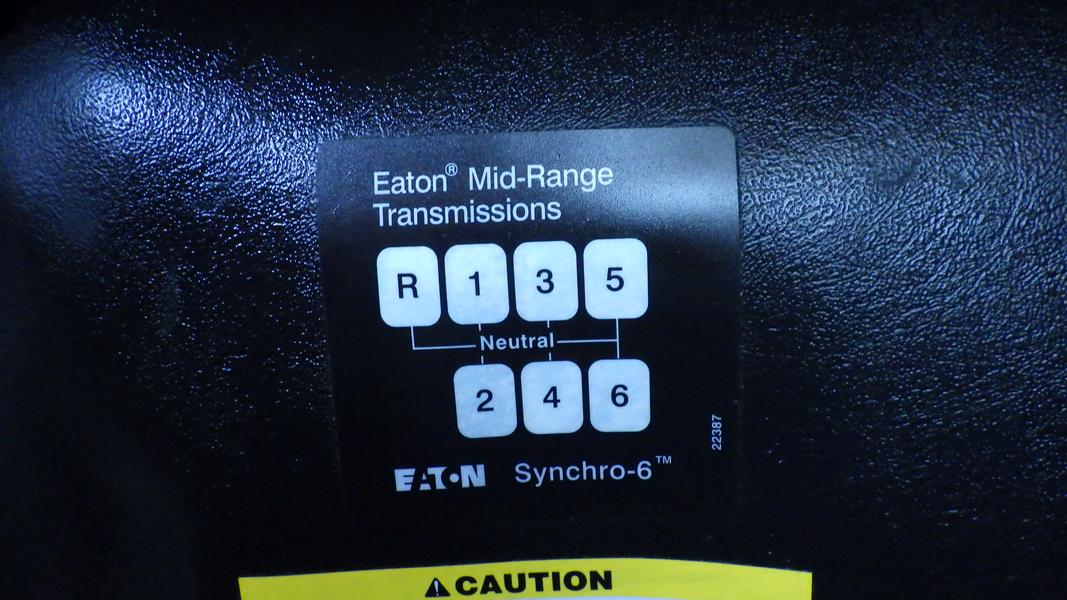 Eaton® Mid-Range
Transmissions
R 1 3 5
Neutral
2 4 6
22387
EATON Synchro-6™
⚠ CAUTION